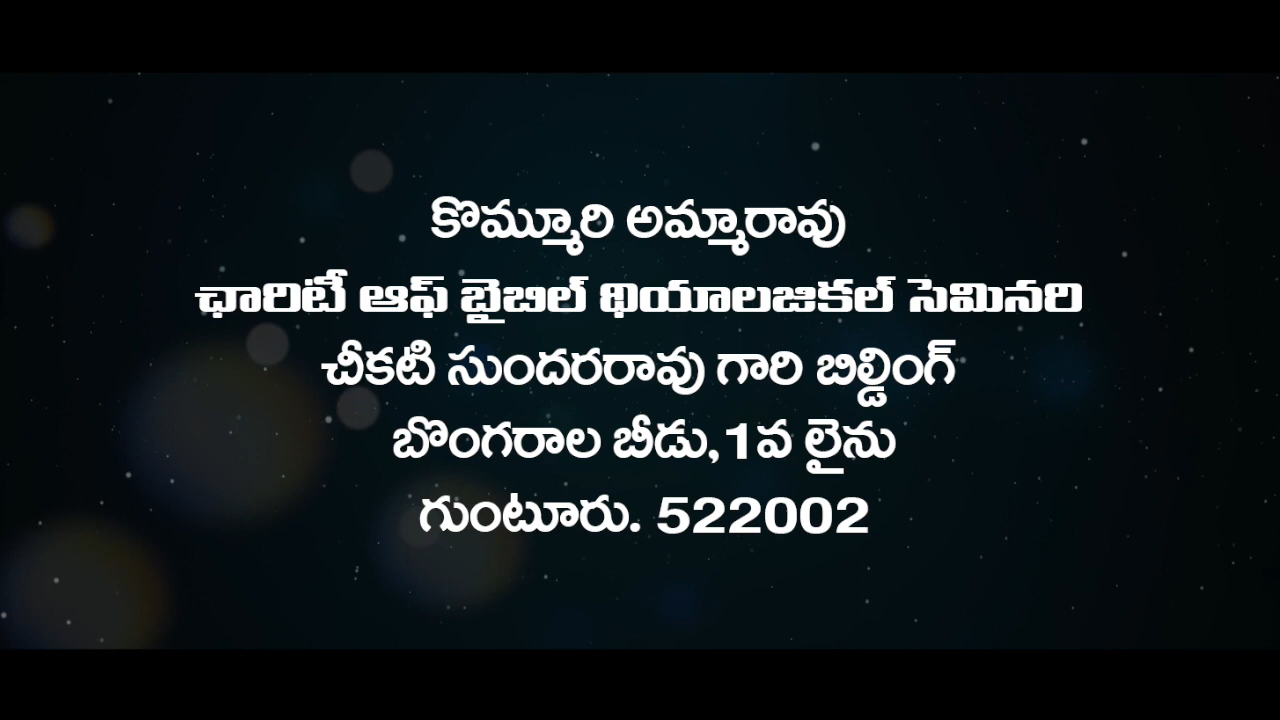 కొమ్మూరి అమ్మారావు
ఛారిటీ ఆఫ్ బైబిల్ థియాలజికల్ సెమినరి
చీకటి సుందరరావు గారి బిల్డింగ్
బొంగరాల బీడు,1వ లైను
గుంటూరు. 522002